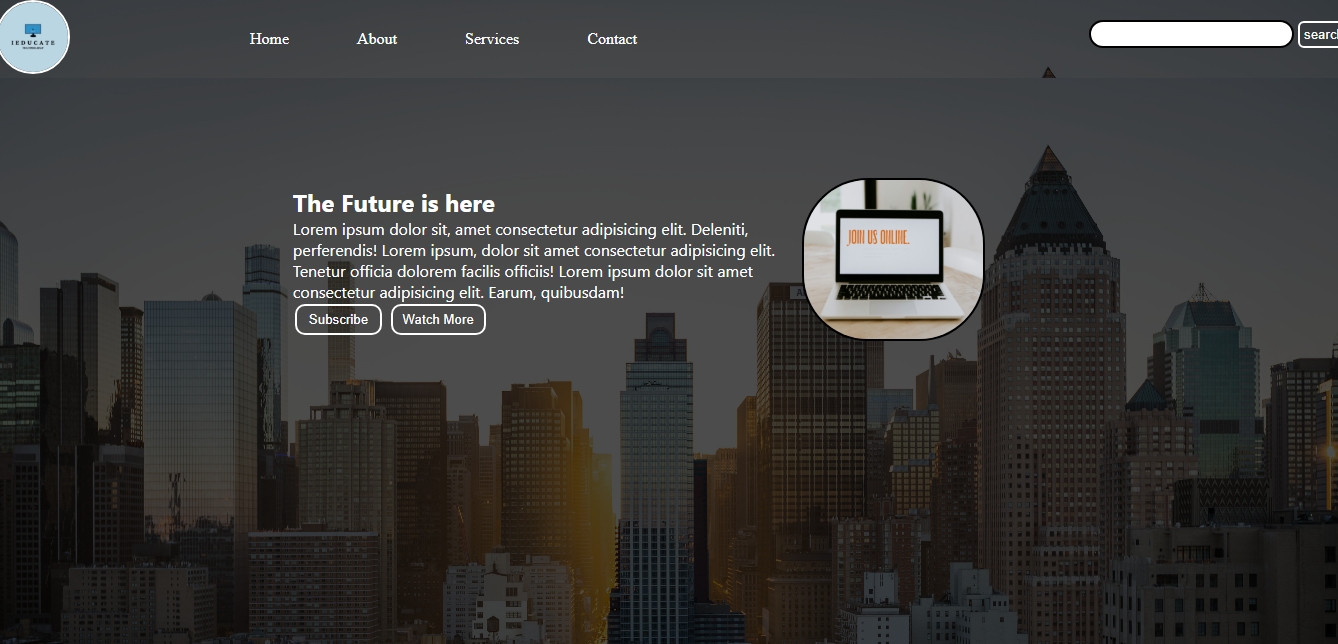 IEDUCATE
Home
About
Services
Contact
search
The Future is here
Lorem ipsum dolor sit, amet consectetur adipisicing elit. Deleniti,
perferendis! Lorem ipsum, dolor sit amet consectetur adipisicing elit.
Tenetur officia dolorem facilis officiis! Lorem ipsum dolor sit amet
consectetur adipisicing elit. Earum, quibusdam!
Subscribe
Watch More
JOIN US ONLINE.